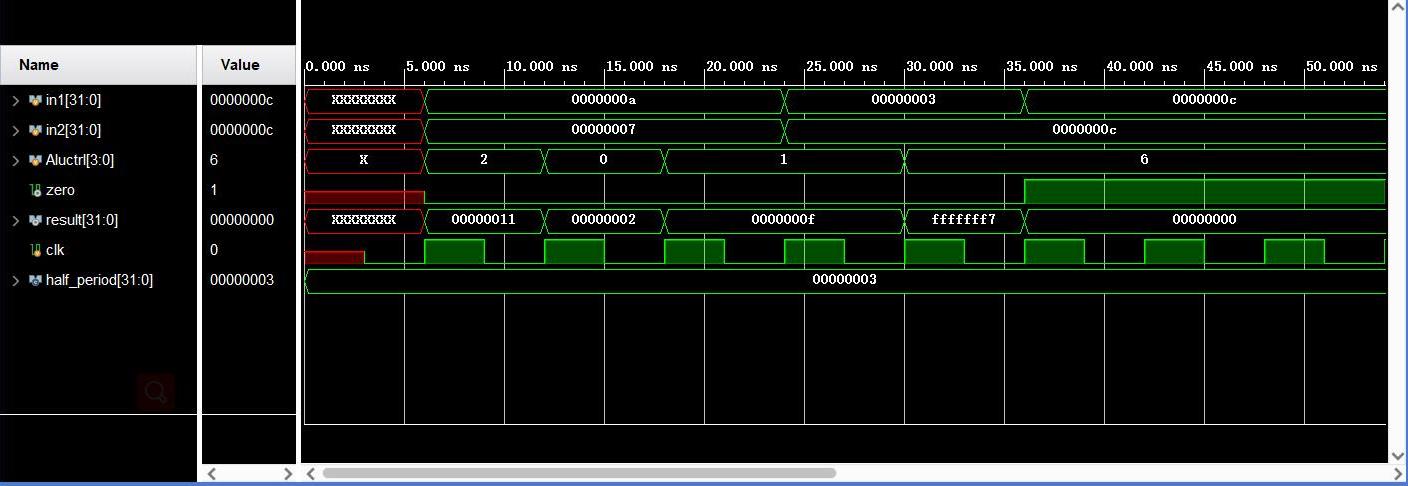 Name Value 0.000 ns 5.000 ns 10.000 ns 15.000 ns 20.000 ns 25.000 ns 30.000 ns 35.000 ns 40.000 ns 45.000 ns 50.000 ns
in1[31:0] 0000000c XXXXXXXX 0000000a 00000003 0000000c
in2[31:0] 0000000c XXXXXXXX 00000007 0000000c
Aluctrl[3:0] 6 X 2 0 1 6
zero 1
result[31:0] 00000000 XXXXXXXX 00000011 00000002 0000000f fffffff7 00000000
clk 0
half_period[31:0] 00000003 00000003